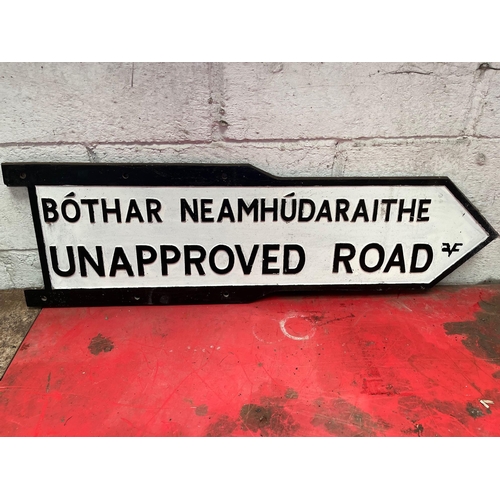 BÓTHAR NEAMHÚDARAITHE
UNAPPROVED ROAD